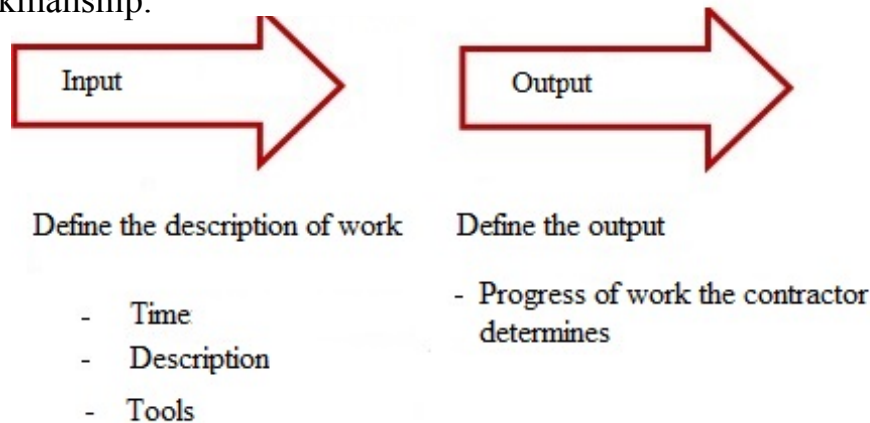 kmanship.
Input
Define the description of work
- Time
- Description
- Tools
Output
Define the output
- Progress of work the contractor
determines